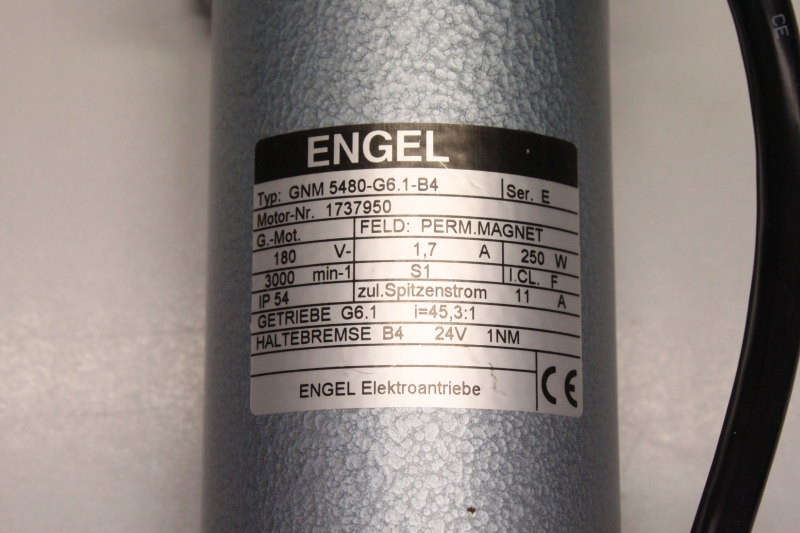 ENGEL
Typ: GNM 5480-G6.1-B4 Ser. E
Motor-Nr. 1737950
G.-Mot. FELD: PERM.MAGNET
180 V- 1,7 A 250 W
3000 min-1 S1 I.CL. F
IP 54 zul.Spitzenstrom 11 A
GETRIEBE G6.1 i=45,3:1
HALTEBREMSE B4 24V 1NM
ENGEL Elektroantriebe CE
CE